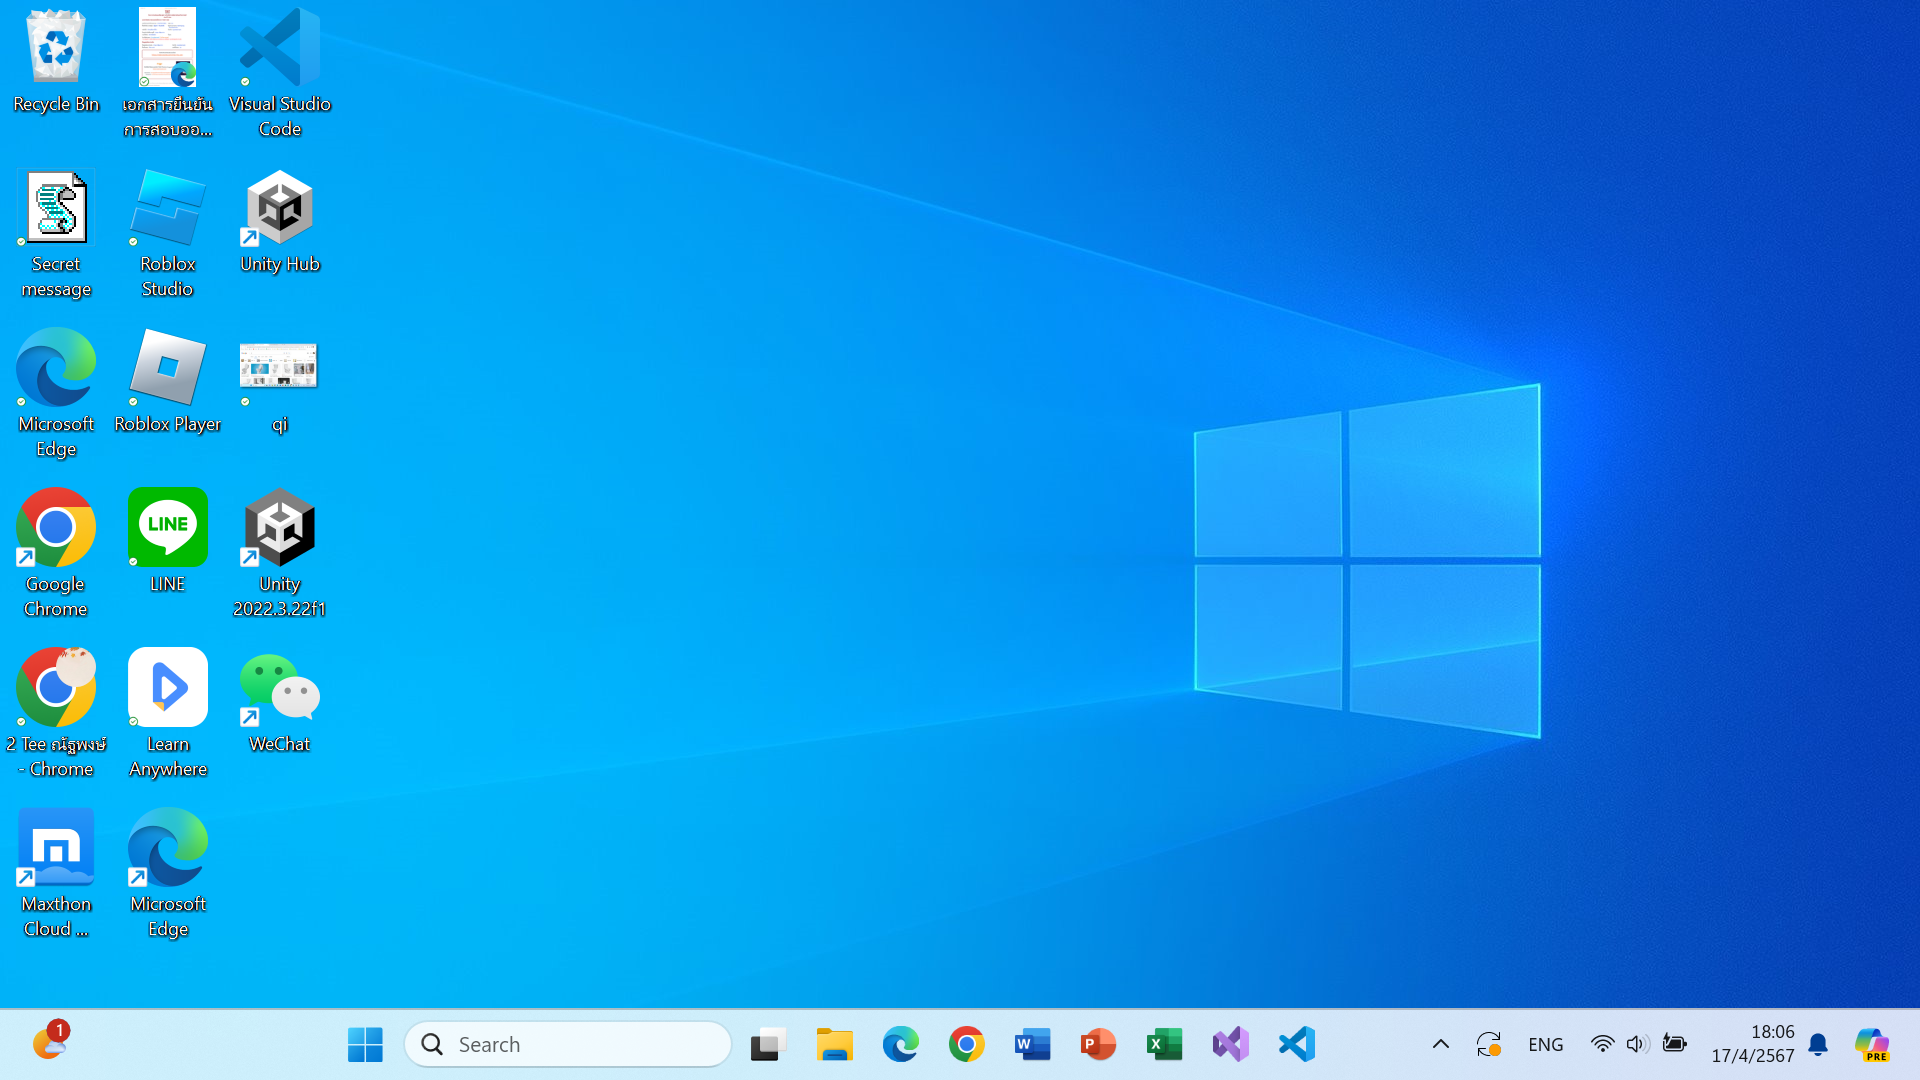 Recycle Bin
เอกสารยืนยัน
การสอบออ...
Visual Studio
Code
Secret
message
Roblox
Studio
Unity Hub
Microsoft
Edge
Roblox Player
qi
Google
Chrome
LINE
LINE
Unity
2022.3.22f1
2 Tee ณัฐพงษ์
- Chrome
Learn
Anywhere
WeChat
Maxthon
Cloud ...
Microsoft
Edge
1
Search
W
P
X
ENG
18:06
17/4/2567
PRE